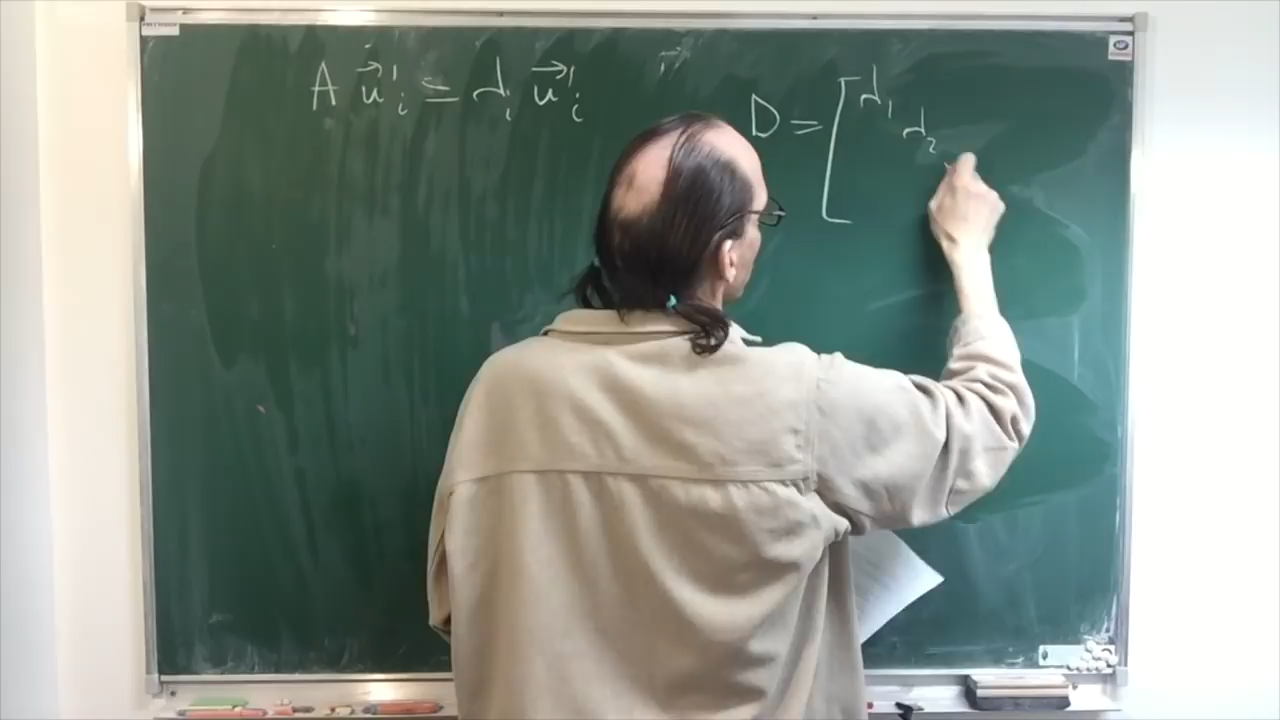 A u⃗ᵢ = dᵢ u⃗ᵢ
D = [d₁
d₂